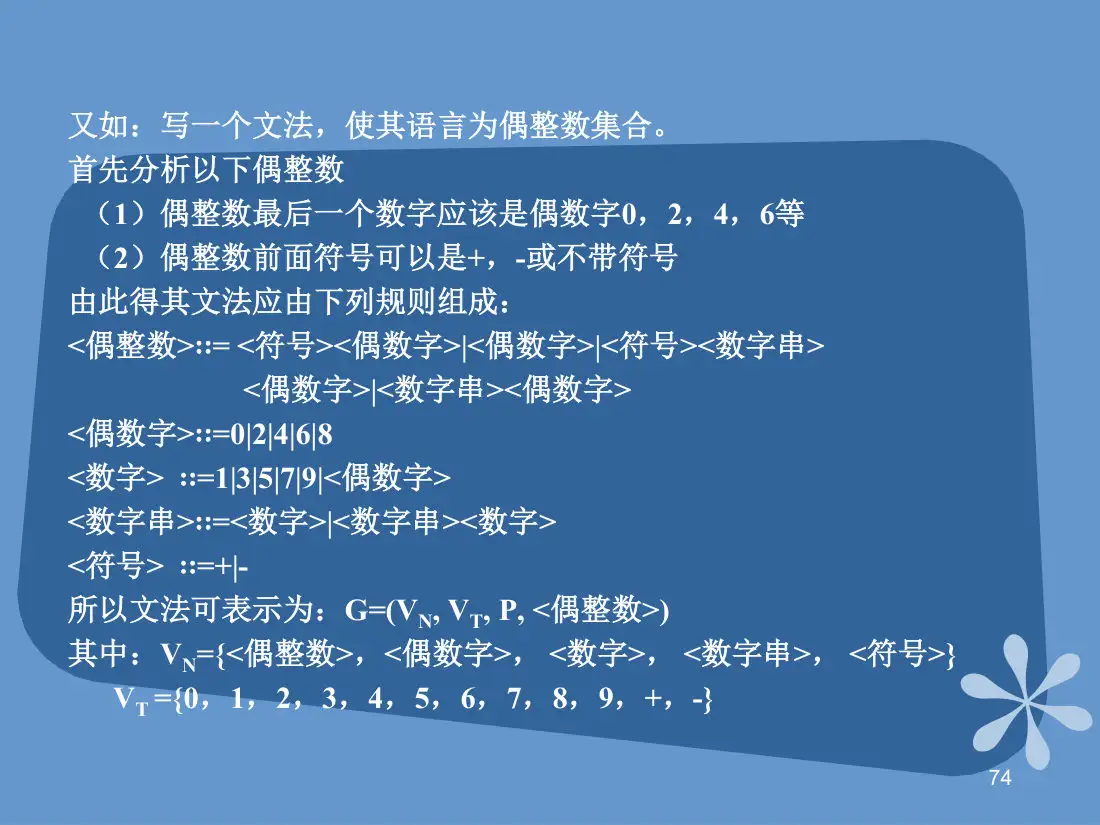 又如：写一个文法，使其语言为偶整数集合。
首先分析以下偶整数
（1）偶整数最后一个数字应该是偶数字0，2，4，6等
（2）偶整数前面符号可以是+，-或不带符号
由此得其文法应由下列规则组成：
<偶整数>::= <符号><偶数字>|<偶数字>|<符号><数字串>
<偶数字>|<数字串><偶数字>
<偶数字>::=0|2|4|6|8
<数字> ::=1|3|5|7|9|<偶数字>
<数字串>::=<数字>|<数字串><数字>
<符号> ::=+|-
所以文法可表示为：G=(VN, VT, P, <偶整数>)
其中：VN={<偶整数>，<偶数字>， <数字>， <数字串>， <符号>}
VT ={0，1，2，3，4，5，6，7，8，9，+，-}
74